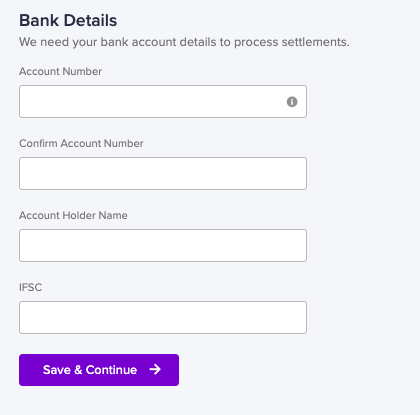 Bank Details
We need your bank account details to process settlements.
Account Number
Confirm Account Number
Account Holder Name
IFSC
Save & Continue